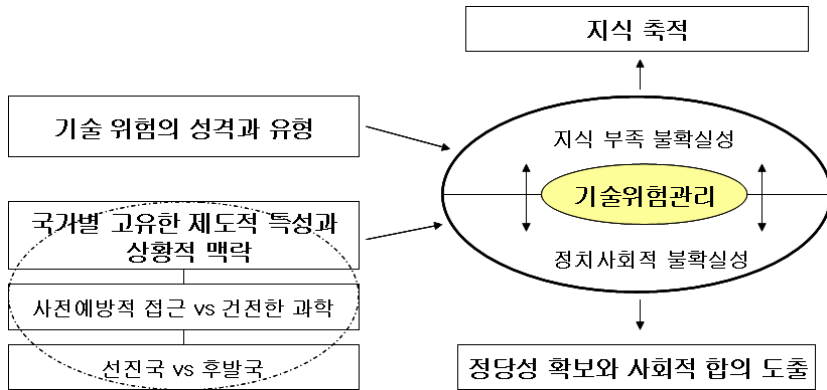 지식 축적
기술 위험의 성격과 유형
지식 부족 불확실성
기술위험관리
국가별 고유한 제도적 특성과
상황적 맥락
정치사회적 불확실성
사전예방적 접근 vs 건전한 과학
선진국 vs 후발국
정당성 확보와 사회적 합의 도출